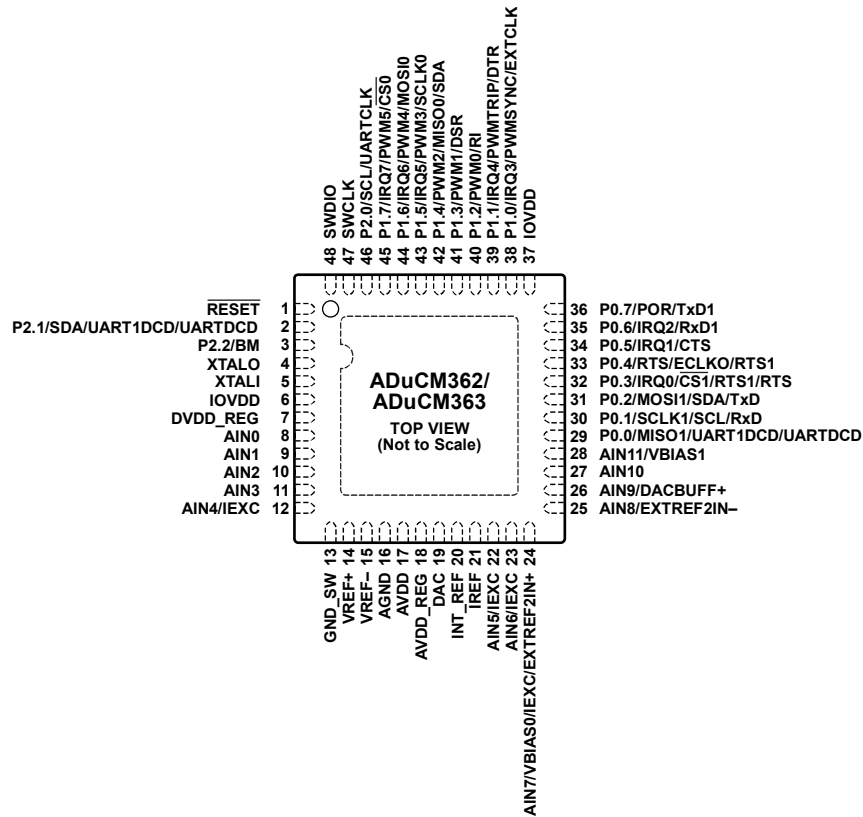 48 SWDIO
47 SWCLK
46 P2.0/SCL/UARTCLK
45 P1.7/IRQ7/PWM5/CS0
44 P1.6/IRQ6/PWM4/MOSI0
43 P1.5/IRQ5/PWM3/SCLK0
42 P1.4/PWM2/MISO0/SDA
41 P1.3/PWM1/DSR
40 P1.2/PWM0/RI
39 P1.1/IRQ4/PWMTRIP/DTR
38 P1.0/IRQ3/PWMSYNC/EXTCLK
37 IOVDD
RESET 1
P2.1/SDA/UART1DCD/UARTDCD 2
P2.2/BM 3
XTALO 4
XTALI 5
IOVDD 6
DVDD_REG 7
AIN0 8
AIN1 9
AIN2 10
AIN3 11
AIN4/IEXC 12
ADuCM362/
ADuCM363
TOP VIEW
(Not to Scale)
36 P0.7/POR/TxD1
35 P0.6/IRQ2/RxD1
34 P0.5/IRQ1/CTS
33 P0.4/RTS/ECLKO/RTS1
32 P0.3/IRQ0/CS1/RTS1/RTS
31 P0.2/MOSI1/SDA/TxD
30 P0.1/SCLK1/SCL/RxD
29 P0.0/MISO1/UART1DCD/UARTDCD
28 AIN11/VBIAS1
27 AIN10
26 AIN9/DACBUFF+
25 AIN8/EXTREF2IN–
GND_SW 13
VREF+ 14
VREF– 15
AGND 16
AVDD 17
AVDD_REG 18
DAC 19
INT_REF 20
IREF 21
AIN5/IEXC 22
AIN6/IEXC 23
AIN7/VBIAS0/IEXC/EXTREF2IN+ 24